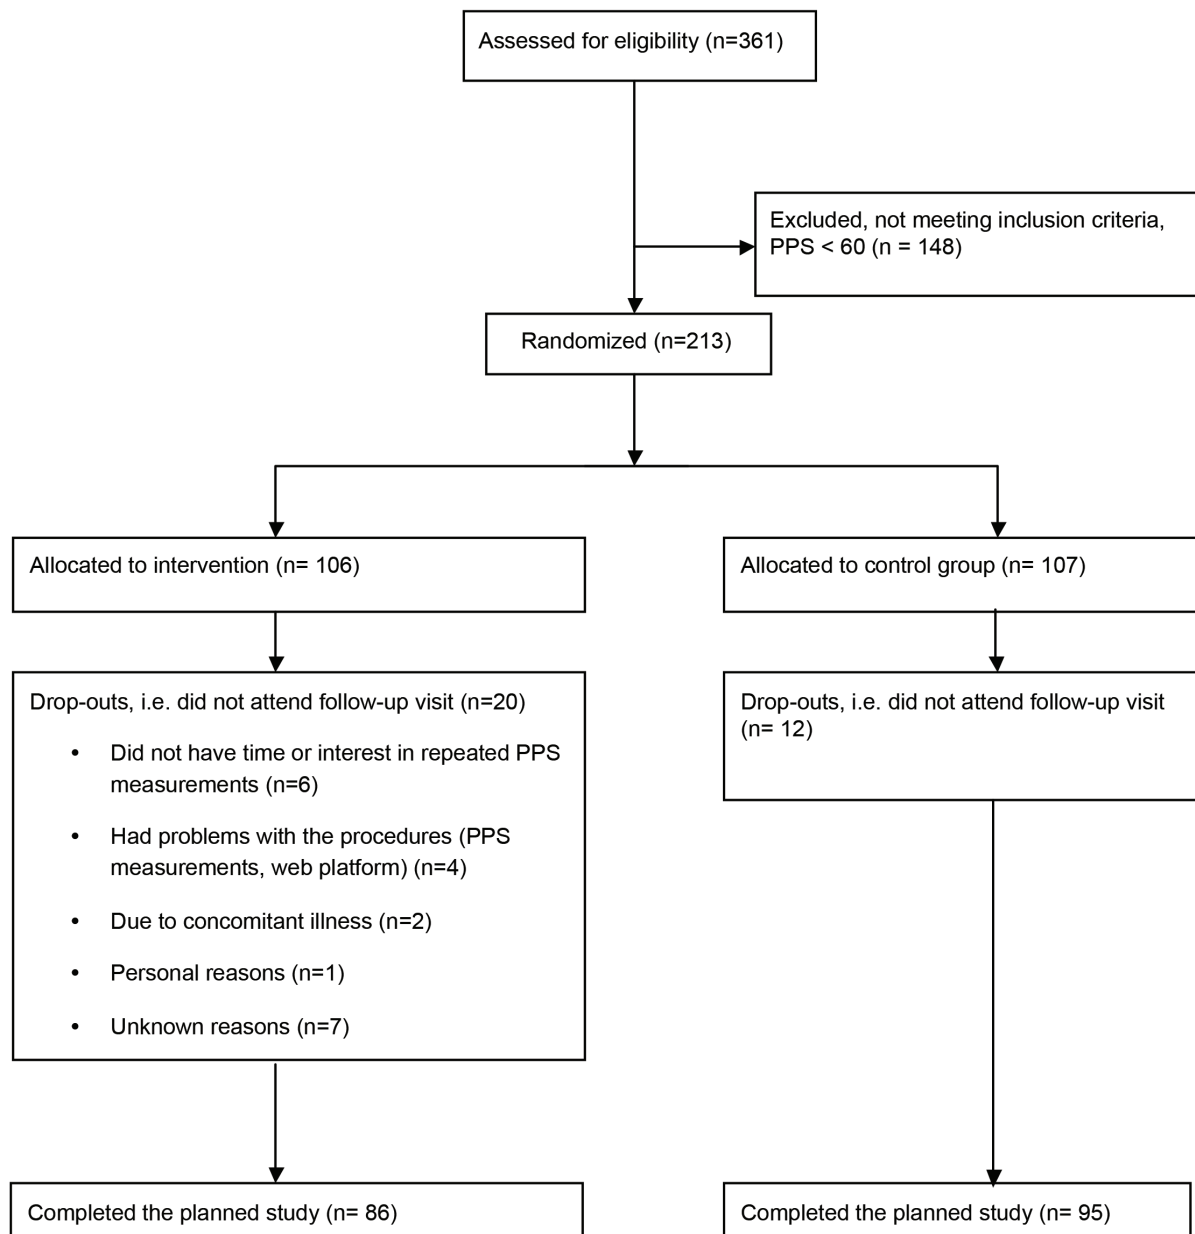 Assessed for eligibility (n=361)
Excluded, not meeting inclusion criteria,
PPS < 60 (n = 148)
Randomized (n=213)
Allocated to intervention (n= 106)
Allocated to control group (n= 107)
Drop-outs, i.e. did not attend follow-up visit (n=20)
• Did not have time or interest in repeated PPS
measurements (n=6)
• Had problems with the procedures (PPS
measurements, web platform) (n=4)
• Due to concomitant illness (n=2)
• Personal reasons (n=1)
• Unknown reasons (n=7)
Drop-outs, i.e. did not attend follow-up visit
(n= 12)
Completed the planned study (n= 86)
Completed the planned study (n= 95)